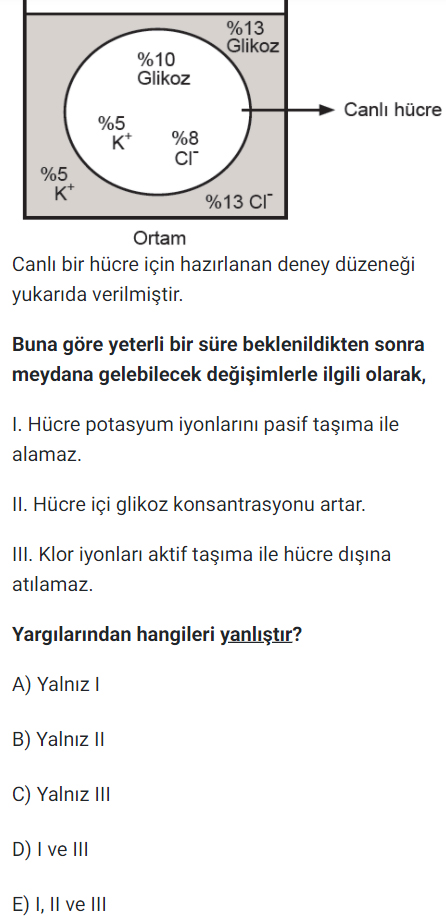 %13
Glikoz
%10
Glikoz
Canlı hücre
%5
K⁺
%8
Cl⁻
%5
K⁺
%13 Cl⁻
Ortam
Canlı bir hücre için hazırlanan deney düzeneği
yukarıda verilmiştir.
Buna göre yeterli bir süre beklenildikten sonra
meydana gelebilecek değişimlerle ilgili olarak,
I. Hücre potasyum iyonlarını pasif taşıma ile
alamaz.
II. Hücre içi glikoz konsantrasyonu artar.
III. Klor iyonları aktif taşıma ile hücre dışına
atılamaz.
Yargılarından hangileri yanlıştır?
A) Yalnız I
B) Yalnız II
C) Yalnız III
D) I ve III
E) I, II ve III